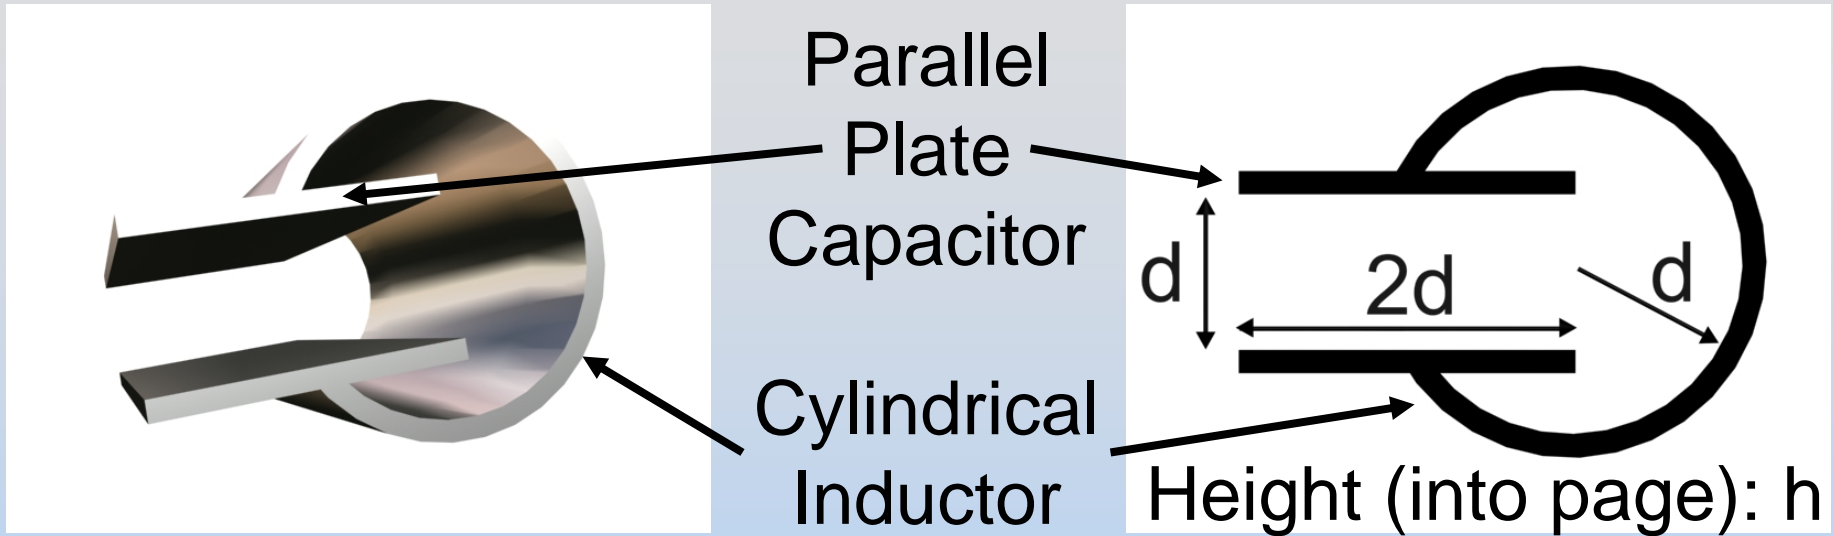 Parallel
Plate
Capacitor
Cylindrical
Inductor
d
2d
d
Height (into page): h